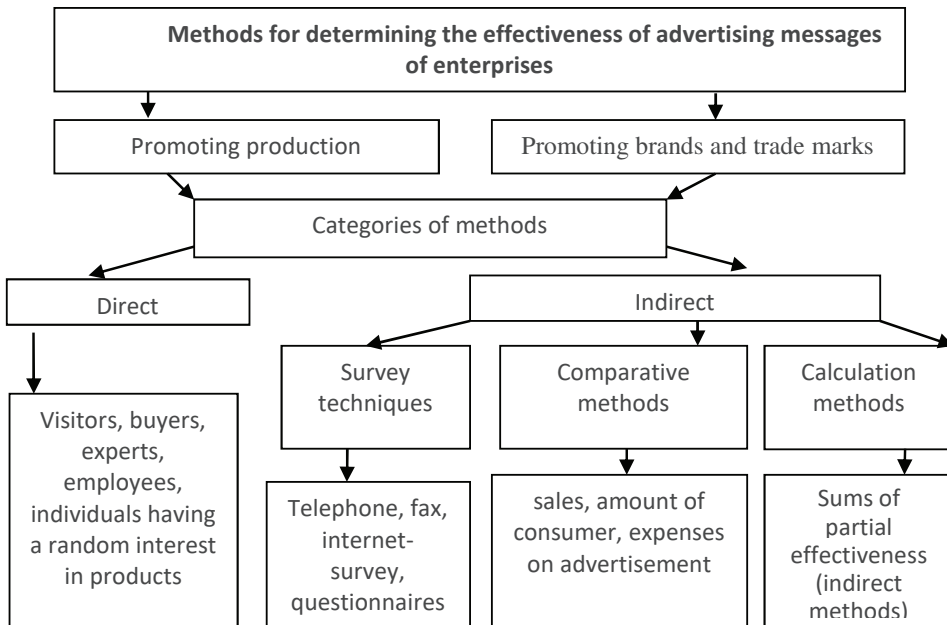 Methods for determining the effectiveness of advertising messages
of enterprises
Promoting production
Promoting brands and trade marks
Categories of methods
Direct
Indirect
Visitors, buyers,
experts,
employees,
individuals having
a random interest
in products
Survey
techniques
Comparative
methods
Calculation
methods
Telephone, fax,
internet-
survey,
questionnaires
sales, amount of
consumer, expenses
on advertisement
Sums of
partial
effectiveness
(indirect
methods)